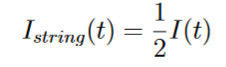 $I_{string}(t) = \frac{1}{2}I(t)$